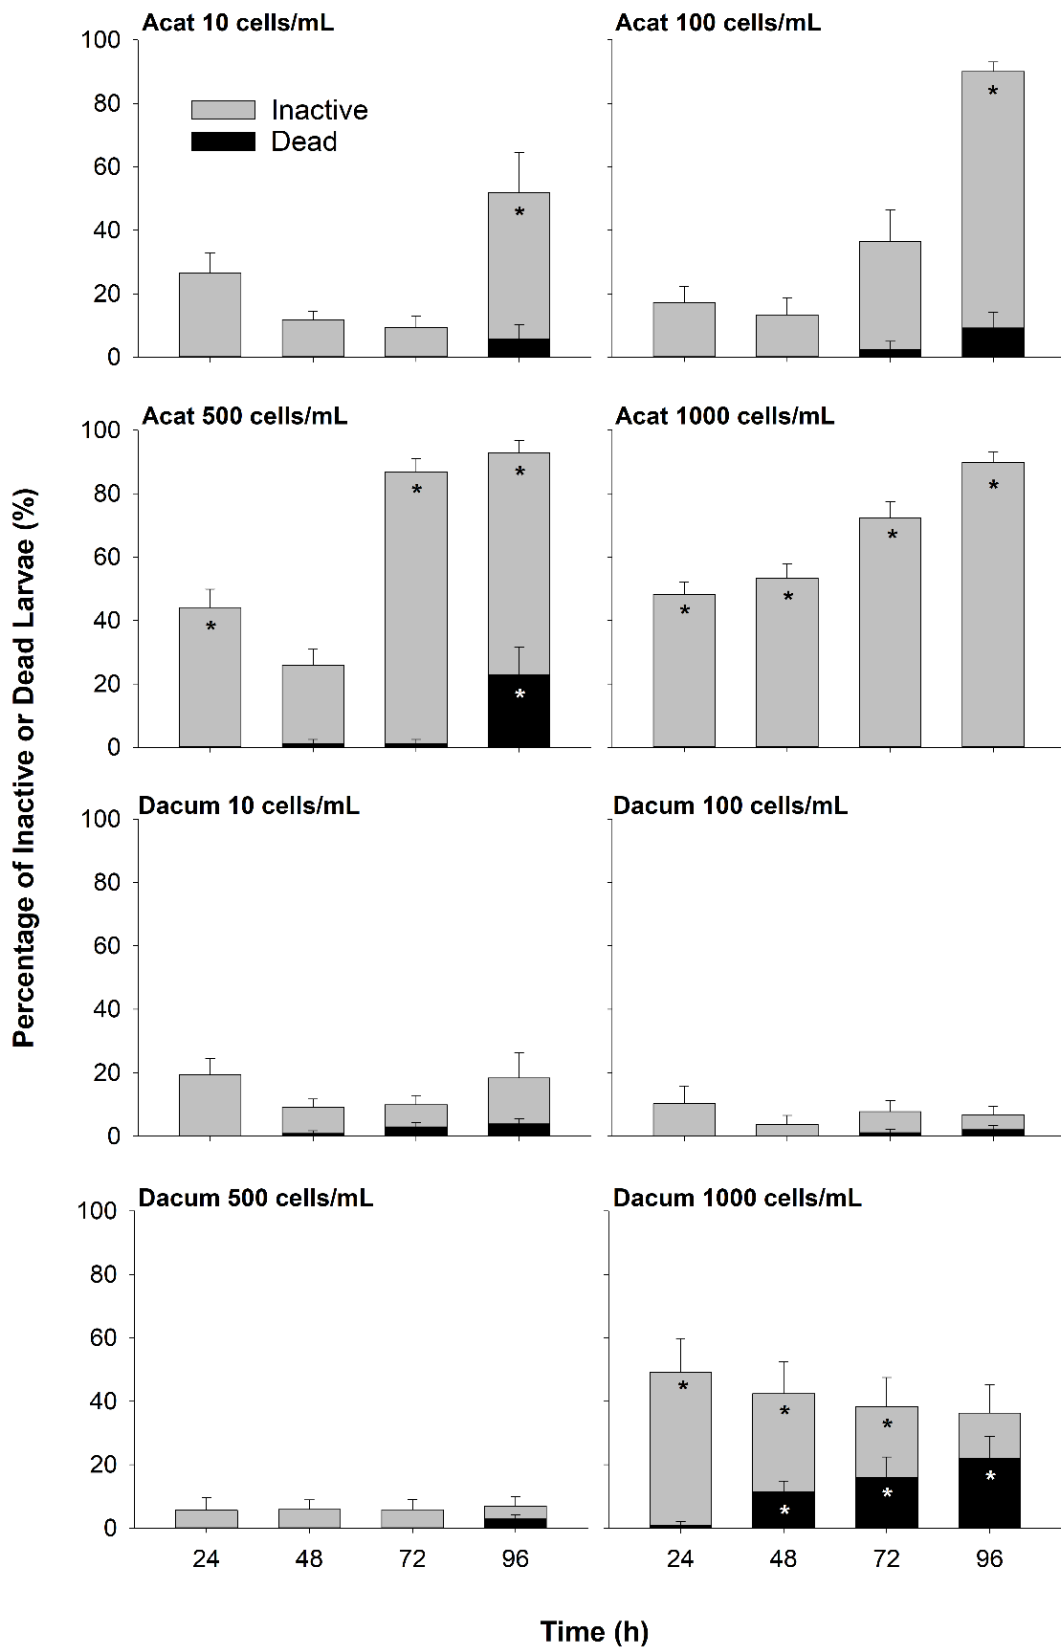 Acat 10 cells/mL
Acat 100 cells/mL
100
80
60
40
20
0
Inactive
Dead
*
*
Acat 500 cells/mL
Acat 1000 cells/mL
100
80
60
40
20
0
*
*
*
*
*
*
*
*
Percentage of Inactive or Dead Larvae (%)
Dacum 10 cells/mL
Dacum 100 cells/mL
100
80
60
40
20
0
Dacum 500 cells/mL
Dacum 1000 cells/mL
100
80
60
40
20
0
*
*
*
*
*
*
24 48 72 96
24 48 72 96
Time (h)